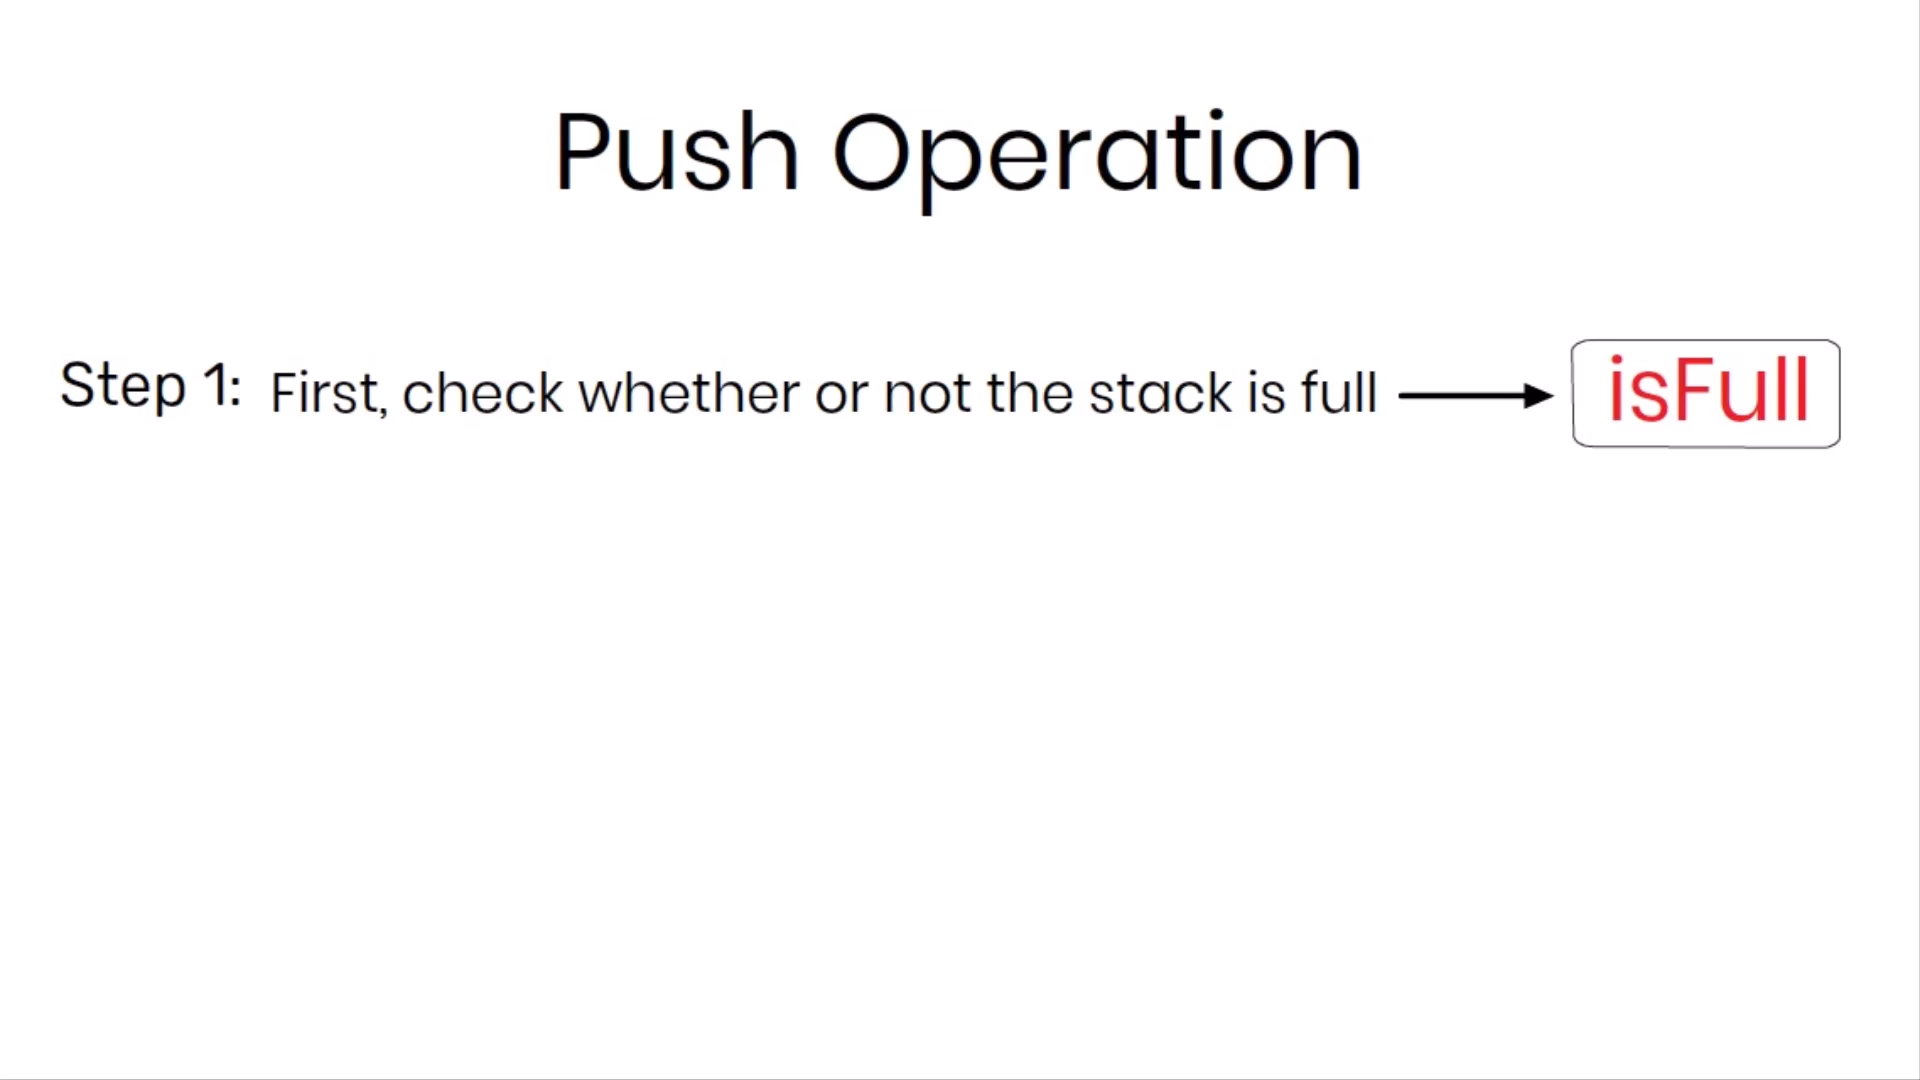 Push Operation
Step 1: First, check whether or not the stack is full isFull